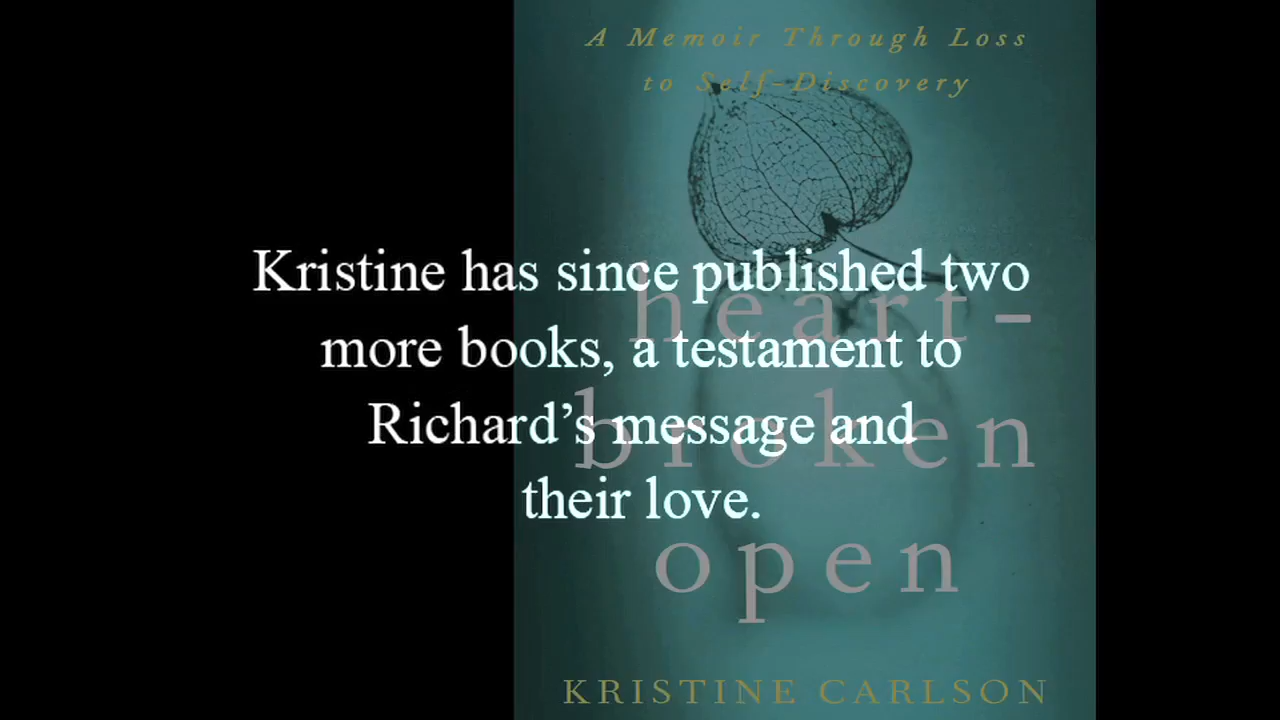 A Memoir Through Loss
to Self-Discovery
Kristine has since published two
more books, a testament to
Richard’s message and
their love.
heart-
broken
open
KRISTINE CARLSON